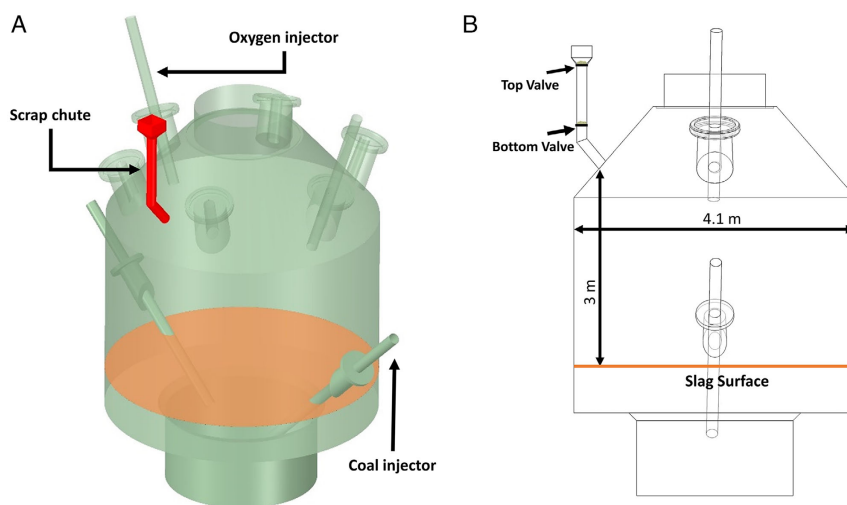 A
Oxygen injector
Scrap chute
Coal injector
B
Top Valve
Bottom Valve
4.1 m
3 m
Slag Surface